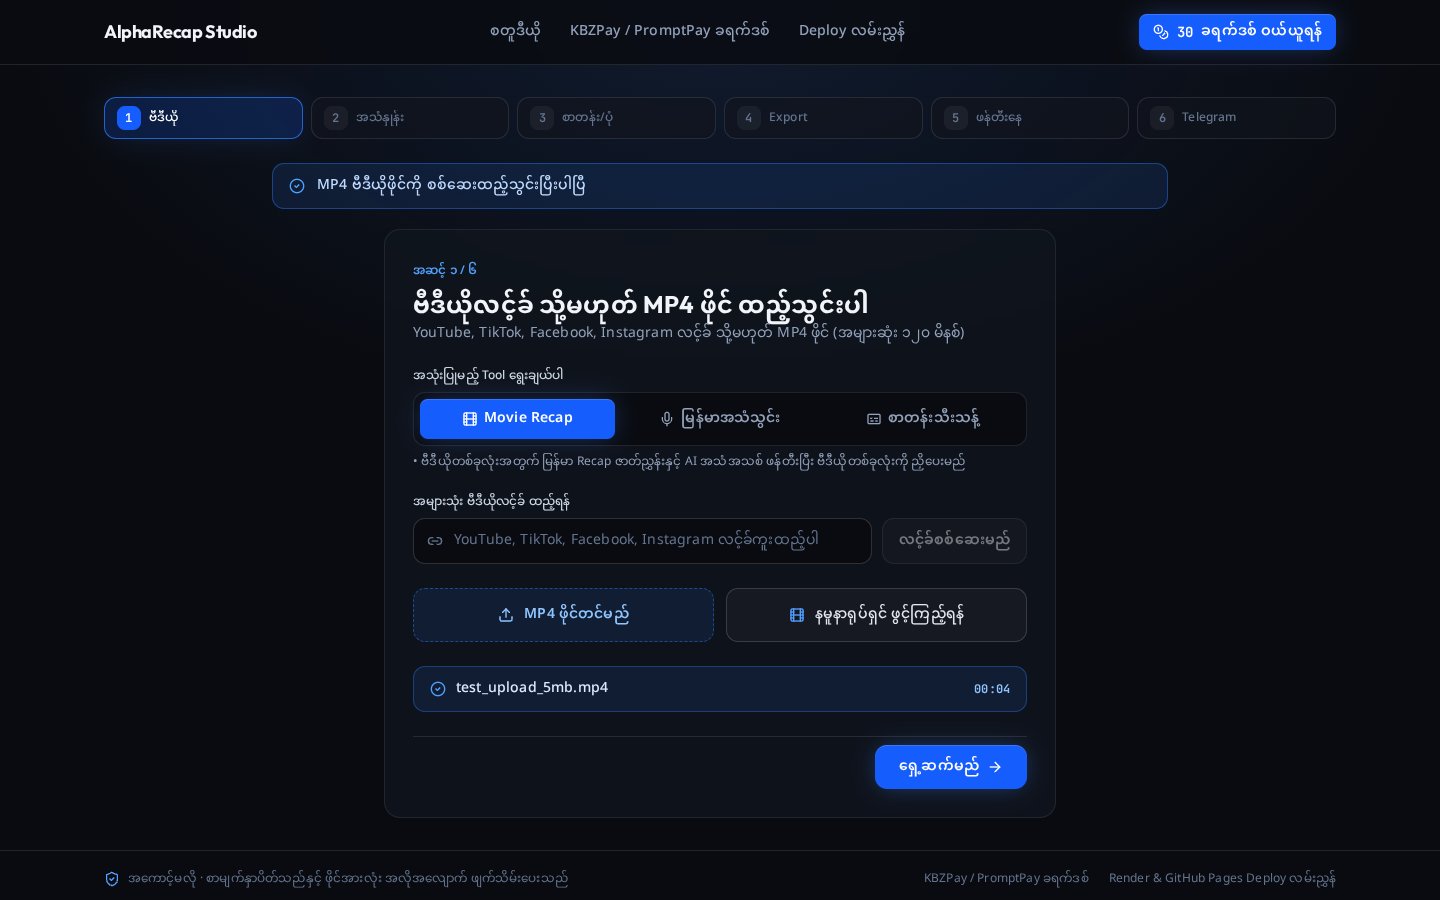 AlphaRecap Studio
စတူဒီယို
KBZPay / PromptPay ခရက်ဒစ်
Deploy လမ်းညွှန်
30 ခရက်ဒစ် ဝယ်ယူရန်
1 ဗီဒီယို
2 အသံနှုန်း
3 စာတန်း/ပုံ
4 Export
5 ဖန်တီးနေ
6 Telegram
MP4 ဗီဒီယိုဖိုင်ကို စစ်ဆေးထည့်သွင်းပြီးပါပြီ
အဆင့် ၁ / ၆
ဗီဒီယိုလင့်ခ် သို့မဟုတ် MP4 ဖိုင် ထည့်သွင်းပါ
YouTube, TikTok, Facebook, Instagram လင့်ခ် သို့မဟုတ် MP4 ဖိုင် (အများဆုံး ၁၂၀ မိနစ်)
အသုံးပြုမည့် Tool ရွေးချယ်ပါ
Movie Recap
မြန်မာအသံသွင်း
စာတန်းသီးသန့်
• ဗီဒီယိုတစ်ခုလုံးအတွက် မြန်မာ Recap ဇာတ်ညွှန်းနှင့် AI အသံအသစ် ဖန်တီးပြီး ဗီဒီယိုတစ်ခုလုံးကို ညှိပေးမည်
အများသုံး ဗီဒီယိုလင့်ခ် ထည့်ရန်
YouTube, TikTok, Facebook, Instagram လင့်ခ်ကူးထည့်ပါ
လင့်ခ်စစ်ဆေးမည်
MP4 ဖိုင်တင်မည်
နမူနာရုပ်ရှင် ဖွင့်ကြည့်ရန်
test_upload_5mb.mp4
00:04
ရှေ့ဆက်မည်
အကောင့်မလို · စာမျက်နှာပိတ်သည်နှင့် ဖိုင်အားလုံး အလိုအလျောက် ဖျက်သိမ်းပေးသည်
KBZPay / PromptPay ခရက်ဒစ်
Render & GitHub Pages Deploy လမ်းညွှန်